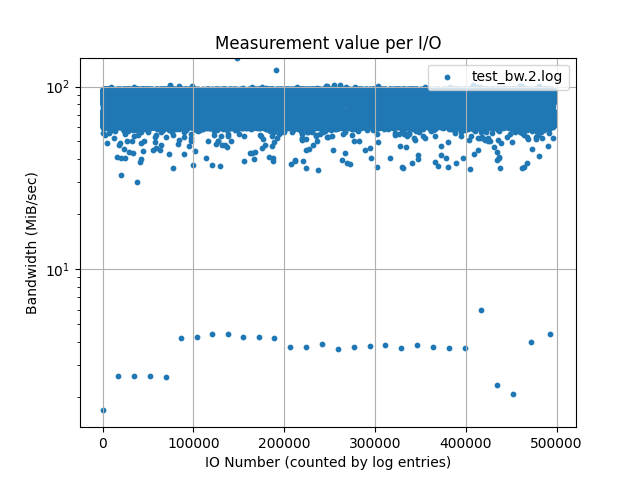 Measurement value per I/O
test_bw.2.log
10²
10¹
Bandwidth (MiB/sec)
0 100000 200000 300000 400000 500000
IO Number (counted by log entries)